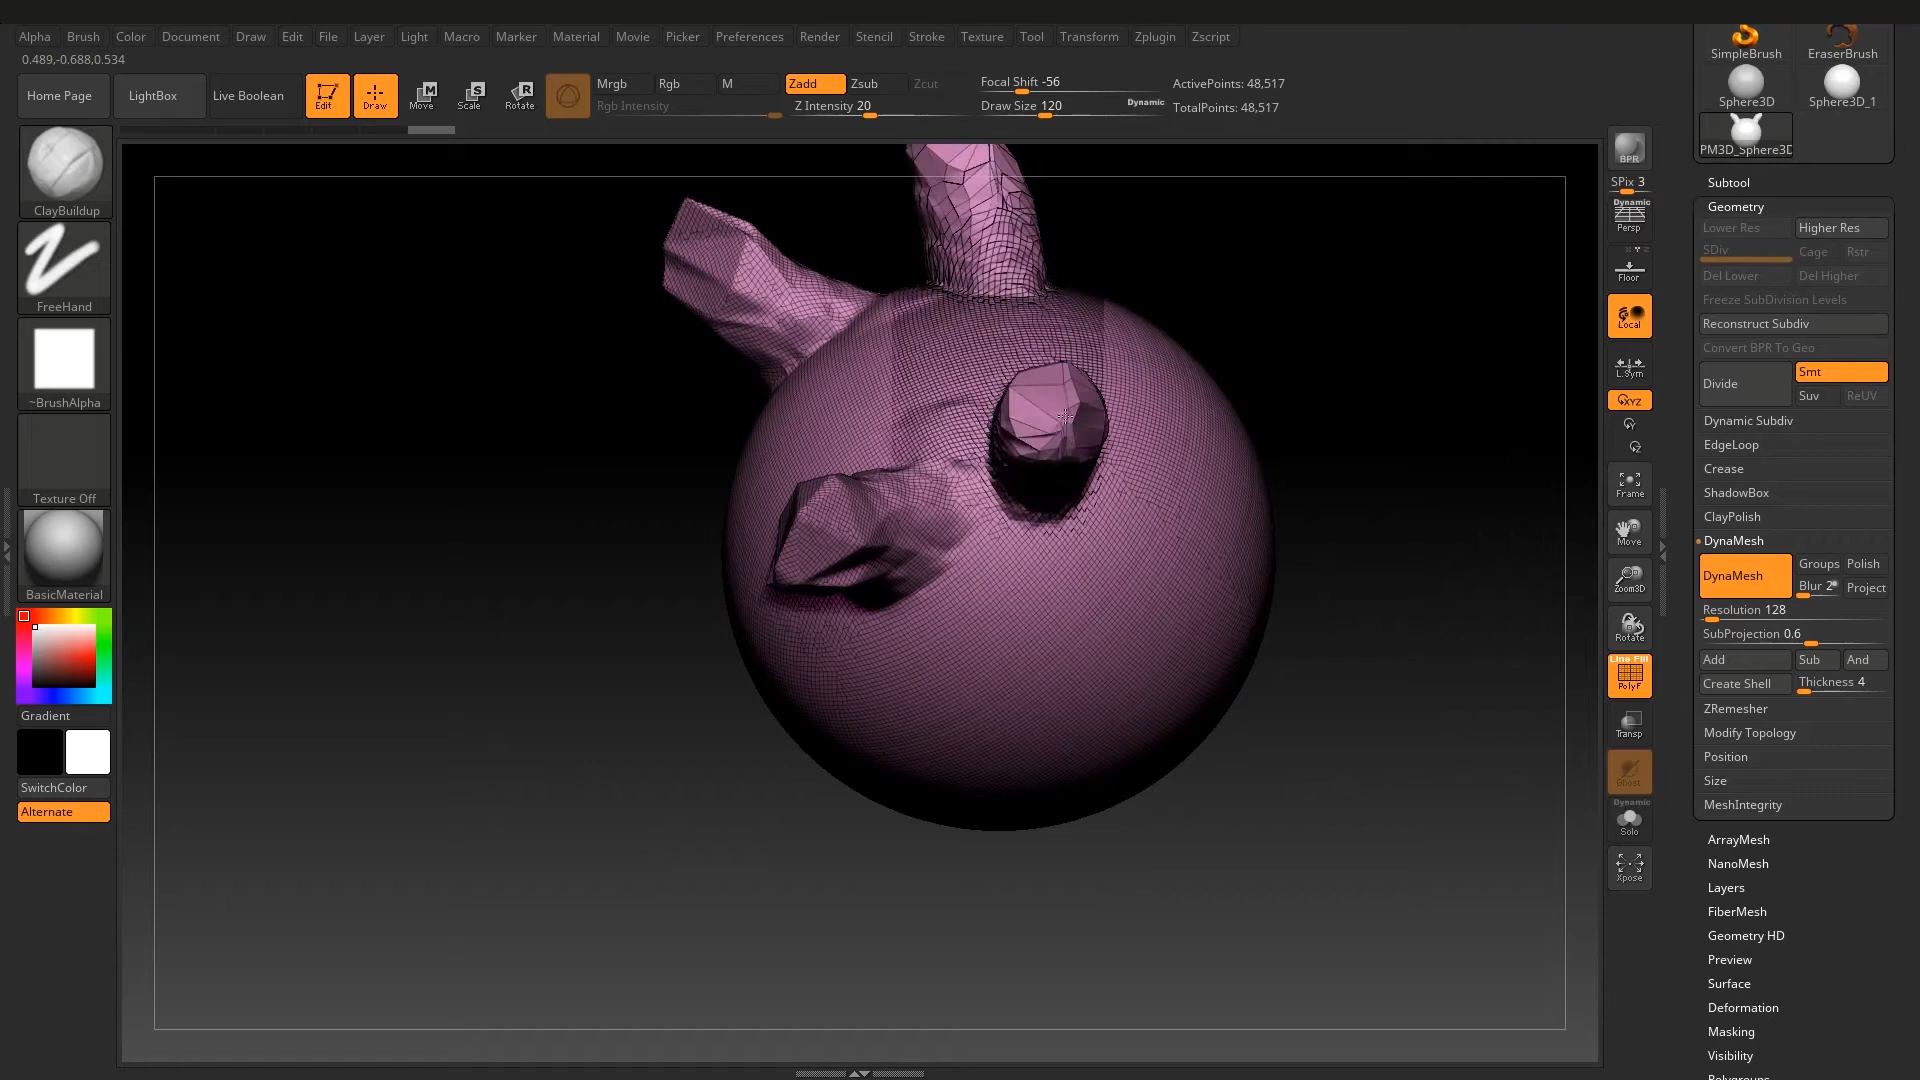 Alpha Brush Color Document Draw Edit File Layer Light Macro Marker Material Movie Picker Preferences Render Stencil Stroke Texture Tool Transform Zplugin Zscript
0.489,-0.688,0.534
Home Page LightBox Live Boolean Edit Draw Move Scale Rotate
Mrgb Rgb M Zadd Zsub Zcut Focal Shift -56 ActivePoints: 48,517
Rgb Intensity Z Intensity 20 Draw Size 120 Dynamic TotalPoints: 48,517
ClayBuildup
FreeHand
~BrushAlpha
Texture Off
BasicMaterial
Gradient
SwitchColor
Alternate
BPR
SPix 3
Dynamic
Persp
Floor
Local
L.Sym
XYZ
Y
Z
Frame
Move
Zoom3D
Rotate
Line Fill
PolyF
Transp
Ghost
Dynamic
Solo
Xpose
SimpleBrush EraserBrush
Sphere3D Sphere3D_1
PM3D_Sphere3D
Subtool
Geometry
Lower Res Higher Res
SDiv Cage Rstr
Del Lower Del Higher
Freeze SubDivision Levels
Reconstruct Subdiv
Convert BPR To Geo
Divide Smt
Suv ReUV
Dynamic Subdiv
EdgeLoop
Crease
ShadowBox
ClayPolish
DynaMesh
DynaMesh Groups Polish
Blur 2 Project
Resolution 128
SubProjection 0.6
Add Sub And
Create Shell Thickness 4
ZRemesher
Modify Topology
Position
Size
MeshIntegrity
ArrayMesh
NanoMesh
Layers
FiberMesh
Geometry HD
Preview
Surface
Deformation
Masking
Visibility
Polygroups